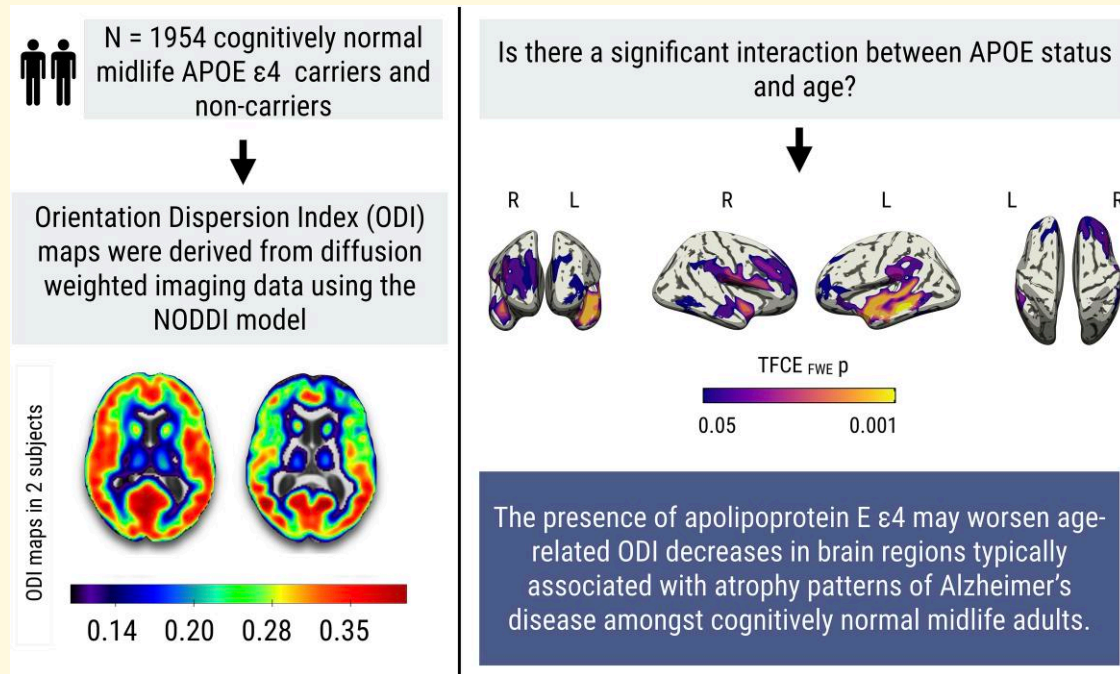 N = 1954 cognitively normal
midlife APOE ε4 carriers and
non-carriers
Orientation Dispersion Index (ODI)
maps were derived from diffusion
weighted imaging data using the
NODDI model
ODI maps in 2 subjects
0.14 0.20 0.28 0.35
Is there a significant interaction between APOE status
and age?
R L R L L R
TFCE FWE p
0.05 0.001
The presence of apolipoprotein E ε4 may worsen age-
related ODI decreases in brain regions typically
associated with atrophy patterns of Alzheimer's
disease amongst cognitively normal midlife adults.